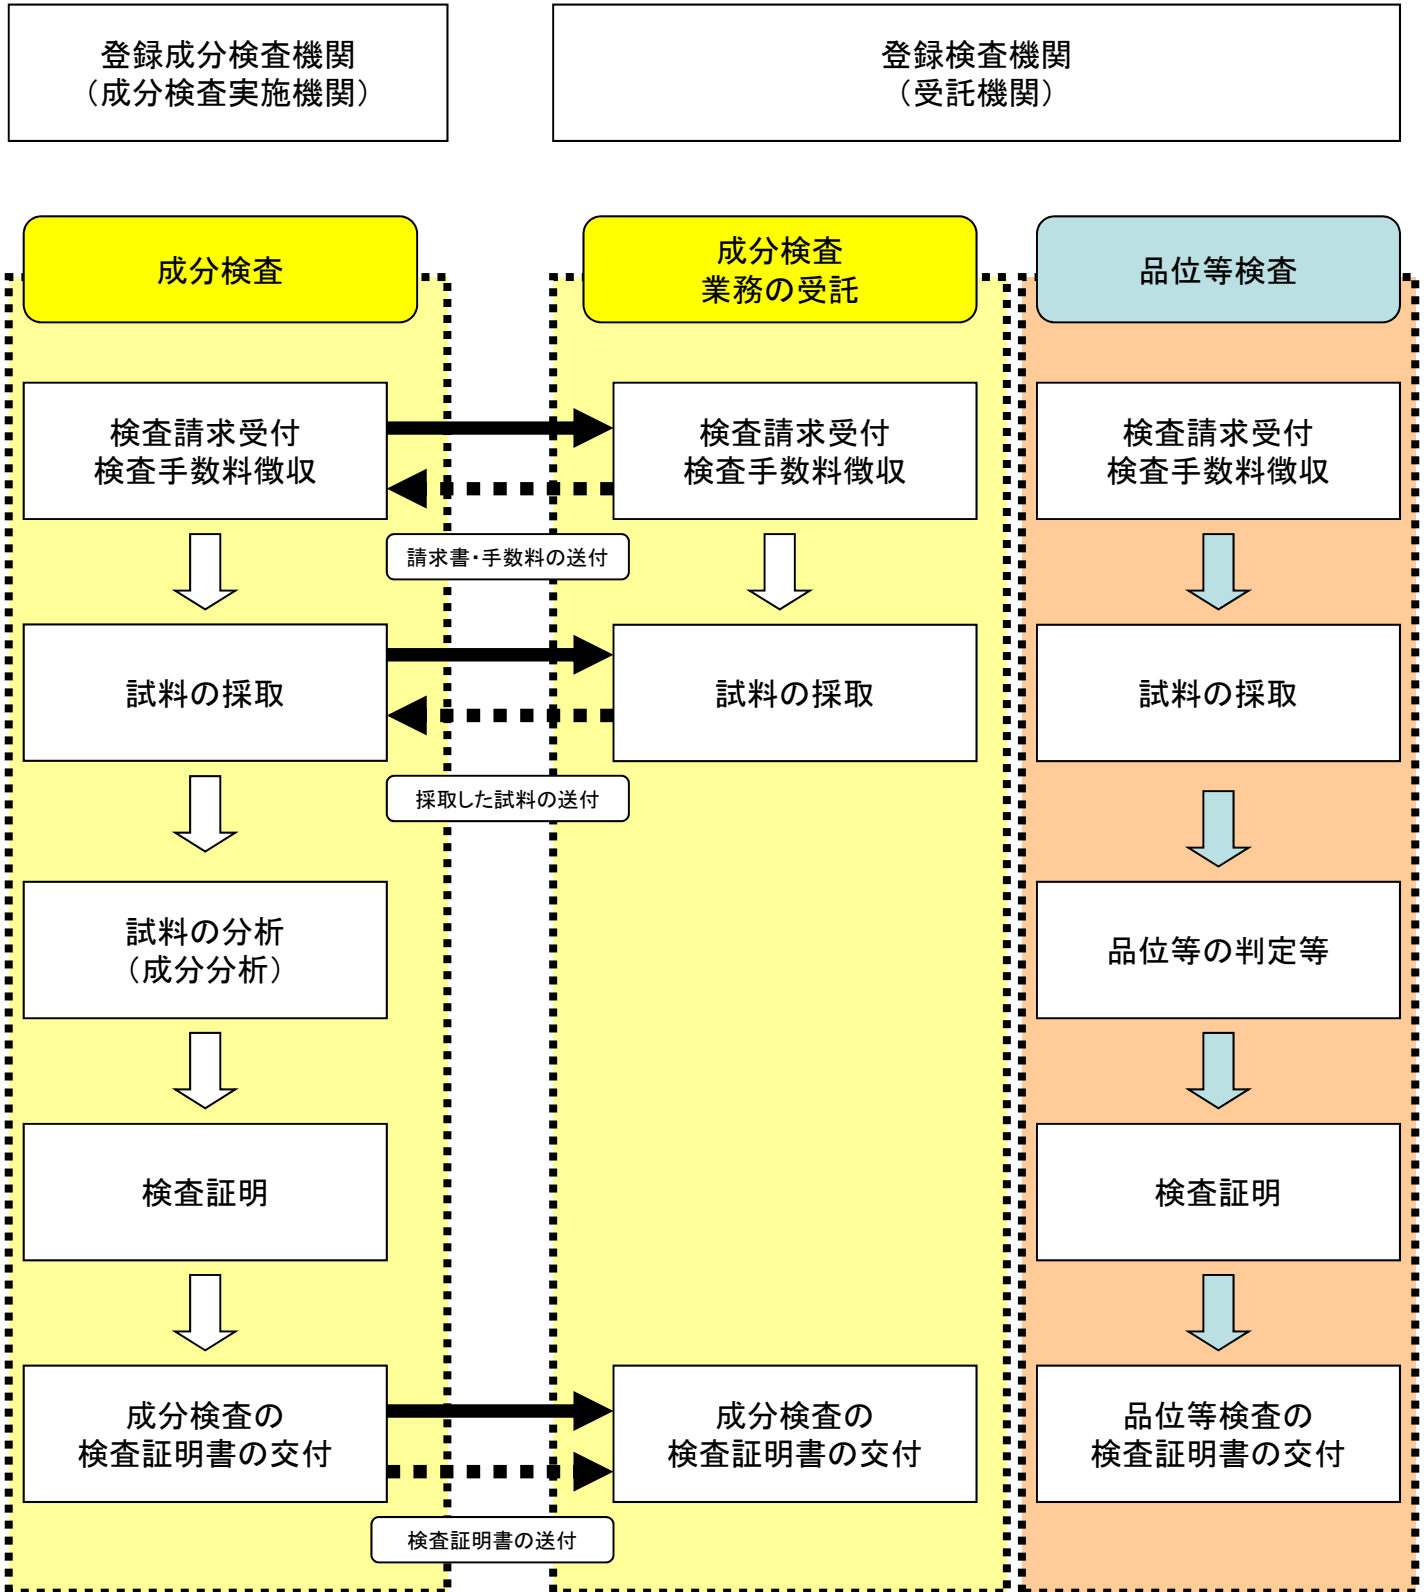 登録成分検査機関
（成分検査実施機関）
登録検査機関
（受託機関）
成分検査
成分検査
業務の受託
品位等検査
検査請求受付
検査手数料徴収
検査請求受付
検査手数料徴収
検査請求受付
検査手数料徴収
請求書・手数料の送付
試料の採取
試料の採取
試料の採取
採取した試料の送付
試料の分析
（成分分析）
品位等の判定等
検査証明
検査証明
成分検査の
検査証明書の交付
成分検査の
検査証明書の交付
品位等検査の
検査証明書の交付
検査証明書の送付